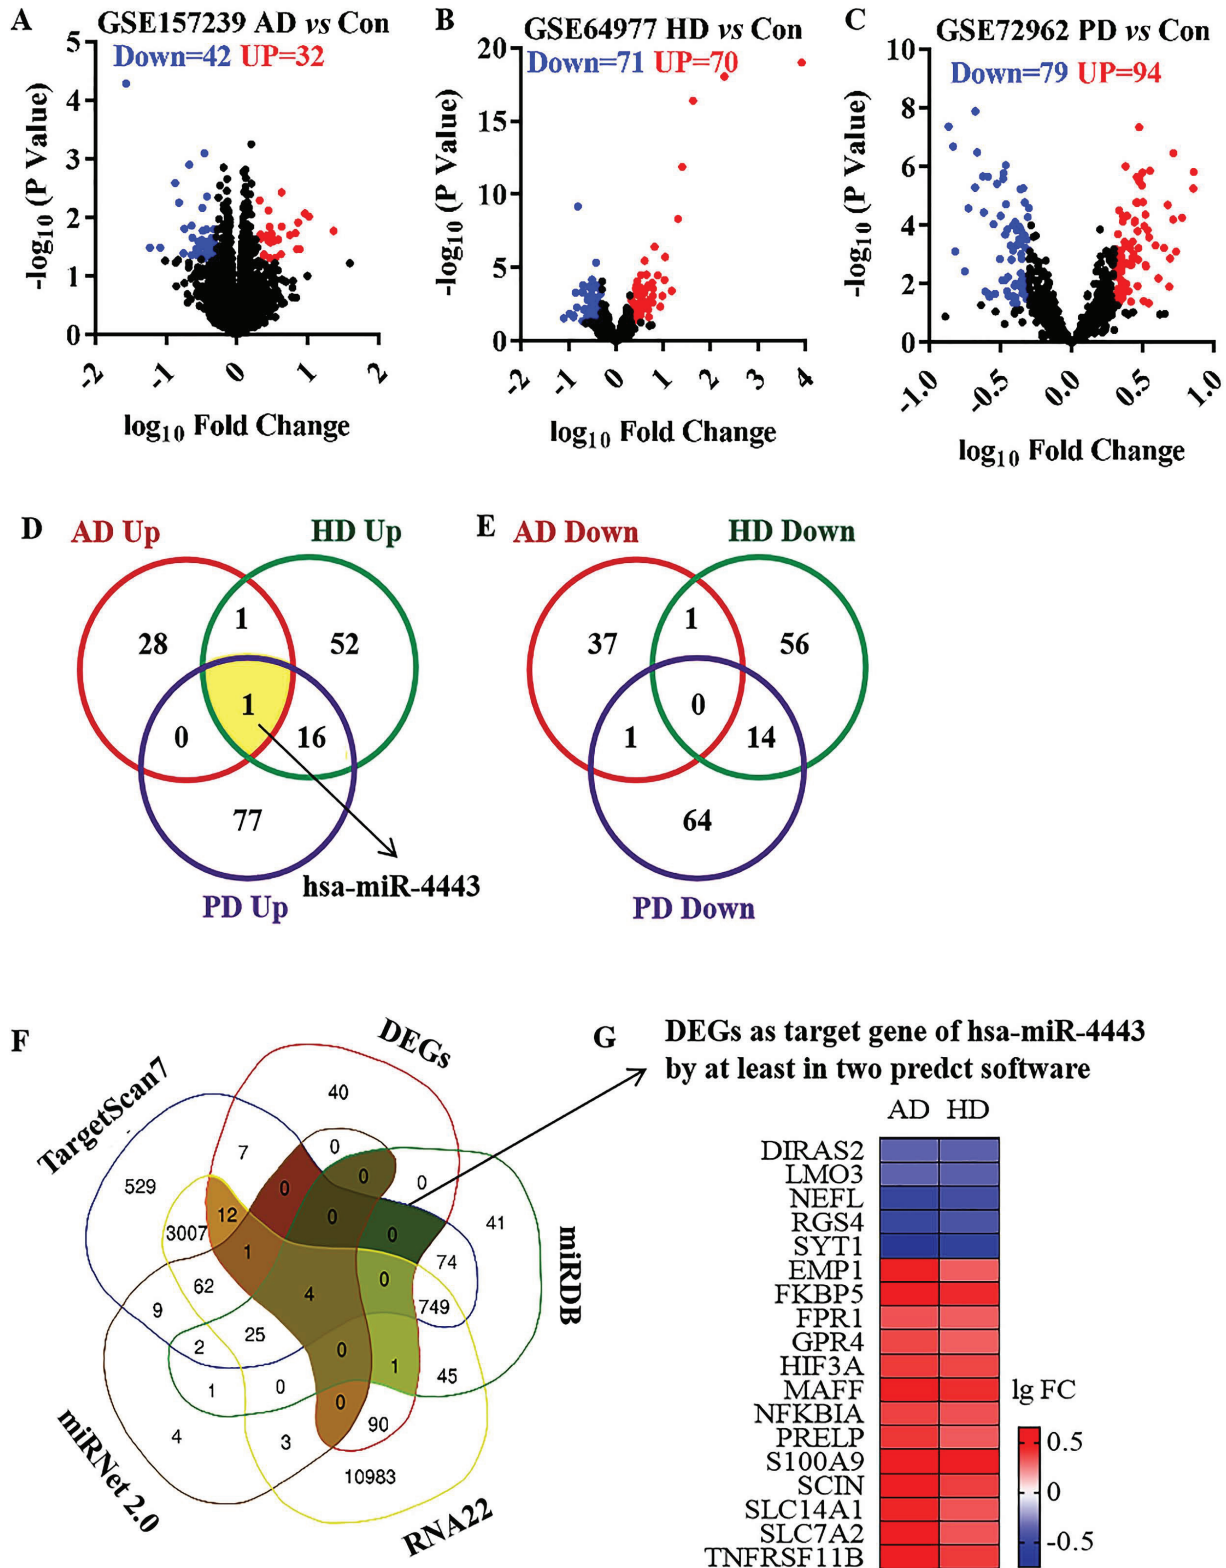 A
GSE157239 AD vs Con
Down=42 UP=32
-log10 (P Value)
5
4
3
2
1
0
-2
-1
0
1
2
log10 Fold Change
B
GSE64977 HD vs Con
Down=71 UP=70
-log10 (P Value)
20
15
10
5
0
-2
-1
0
1
2
3
4
log10 Fold Change
C
GSE72962 PD vs Con
Down=79 UP=94
-log10 (P Value)
10
8
6
4
2
0
-1.0
-0.5
0.0
0.5
1.0
log10 Fold Change
D
AD Up
HD Up
1
28
52
1
0
16
77
hsa-miR-4443
PD Up
E
AD Down
HD Down
1
37
56
0
1
14
64
PD Down
F
DEGs
TargetScan7
miRDB
miRNet 2.0
RNA22
40
0
7
0
0
0
529
12
0
41
3007
1
0
74
62
4
0
749
9
25
2
0
1
45
1
0
0
90
4
3
10983
G
DEGs as target gene of hsa-miR-4443
by at least in two predct software
AD HD
DIRAS2
LMO3
NEFL
RGS4
SYT1
EMP1
FKBP5
FPR1
GPR4
HIF3A
MAFF
NFKBIA
PRELP
S100A9
SCIN
SLC14A1
SLC7A2
TNFRSF11B
lg FC
0.5
0
-0.5